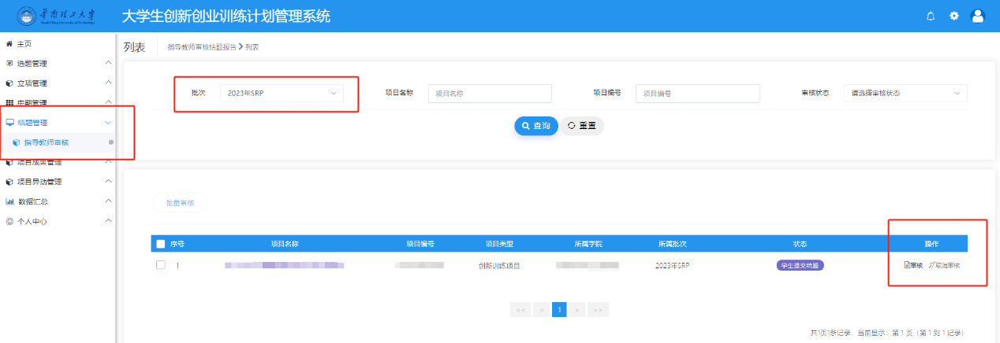 华南理工大学
South China University of Technology
大学生创新创业训练计划管理系统
主页
选题管理
立项管理
中期管理
结题管理
指导教师审核
项目成果管理
项目异动管理
数据汇总
个人中心
列表 指导教师审核结题报告 > 列表
批次 2023年SRP 项目名称 项目名称 项目编号 项目编号 审核状态 请选择审核状态
查询 重置
批量审核
序号 项目名称 项目编号 项目类型 所属学院 所属批次 状态 操作
1 创新训练项目 2023年SRP 学生提交结题 审核 取消审核
<< < 1 > >>
共1页1条记录，当前显示：第 1 页（第 1 到 1 记录）